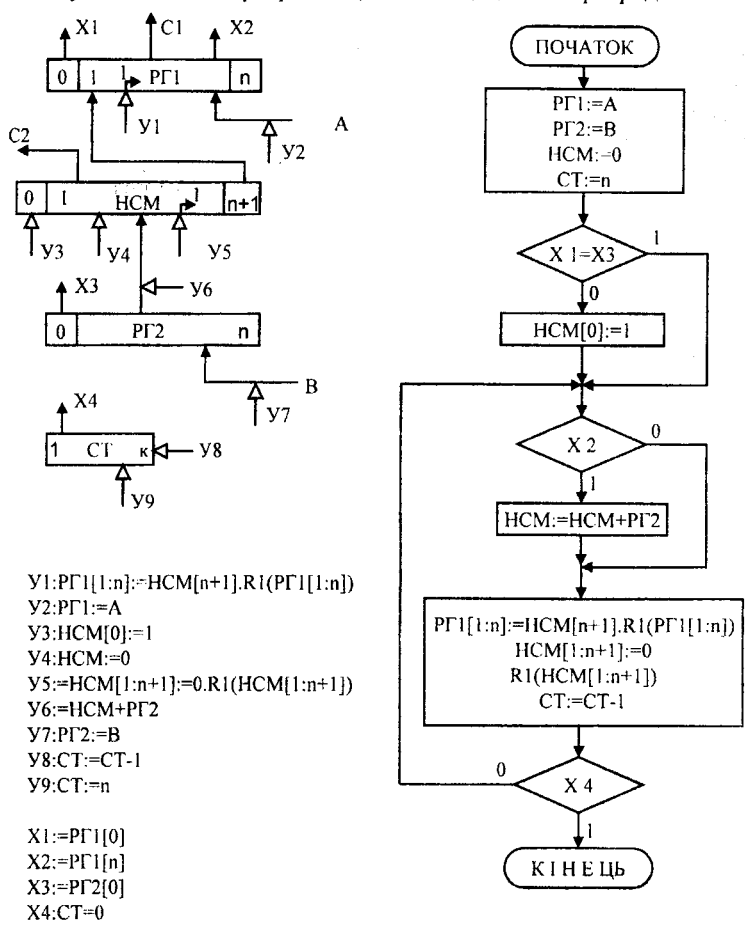 X1
C1
X2
0
1
1
РГ1
n
У1
У2
A
C2
0
1
НСМ
1
n+1
У3
У4
У5
X3
У6
0
РГ2
n
B
У7
X4
1
СТ
к
У8
У9
У1:РГ1[1:n]:=НСМ[n+1].R1(РГ1[1:n])
У2:РГ1:=A
У3:НСМ[0]:=1
У4:НСМ:=0
У5:=НСМ[1:n+1]:=0.R1(НСМ[1:n+1])
У6:=НСМ+РГ2
У7:РГ2:=B
У8:СТ:=СТ-1
У9:СТ:=n
X1:=РГ1[0]
X2:=РГ1[n]
X3:=РГ2[0]
X4:СТ=0
ПОЧАТОК
РГ1:=A
РГ2:=B
НСМ:=0
СТ:=n
X 1=X3
1
0
НСМ[0]:=1
X 2
0
1
НСМ:=НСМ+РГ2
РГ1[1:n]:=НСМ[n+1].R1(РГ1[1:n])
НСМ[1:n+1]:=0
R1(НСМ[1:n+1])
СТ:=СТ-1
0
X 4
1
КІНЕЦЬ